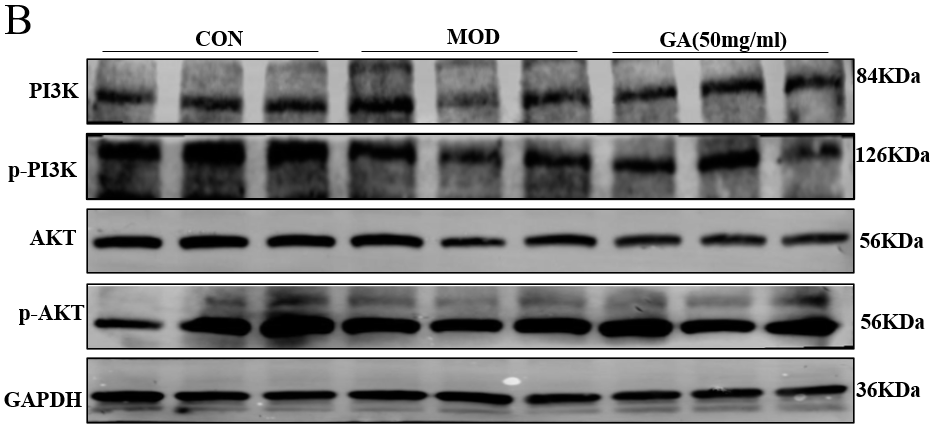 B
CON MOD GA(50mg/ml)
PI3K 84KDa
p-PI3K 126KDa
AKT 56KDa
p-AKT 56KDa
GAPDH 36KDa